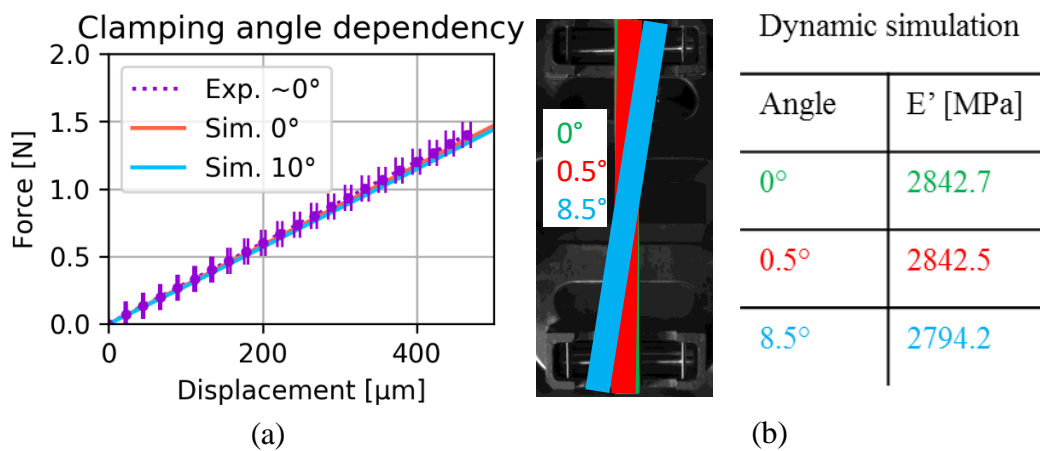 Clamping angle dependency
2.0
1.5
1.0
0.5
0.0
Force [N]
Exp. ~0°
Sim. 0°
Sim. 10°
0
200
400
Displacement [µm]
(a)
0°
0.5°
8.5°
Dynamic simulation
Angle E’ [MPa]
0° 2842.7
0.5° 2842.5
8.5° 2794.2
(b)